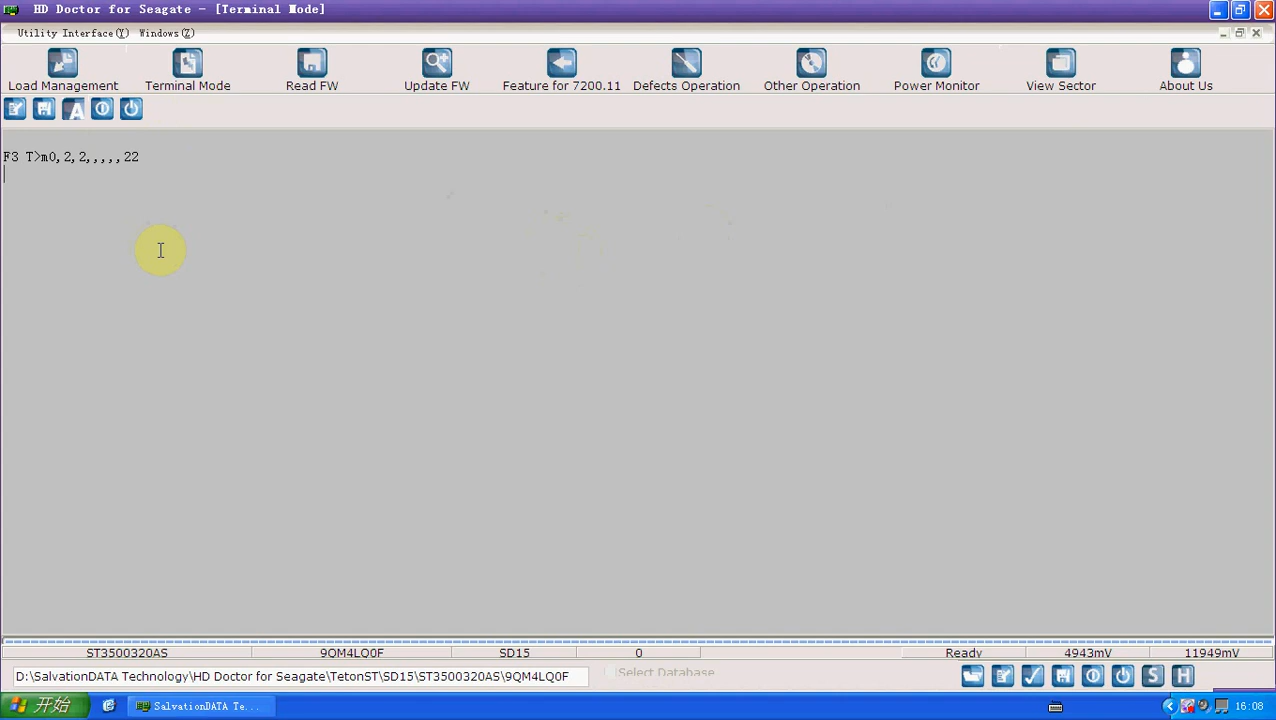 HD Doctor for Seagate - [Terminal Mode]
Utility Interface(Y) Windows(Z)
Load Management Terminal Mode Read FW Update FW Feature for 7200.11 Defects Operation Other Operation Power Monitor View Sector About Us
A
F3 T>m0,2,2,,,,,22
ST3500320AS 9QM4LQ0F SD15 0 Ready 4943mV 11949mV
D:\SalvationDATA Technology\HD Doctor for Seagate\Tetonst\SD15\DT3500320AS\9QM4LQ0F Select Database S H
开始 SalvationDATA Te... 16:08